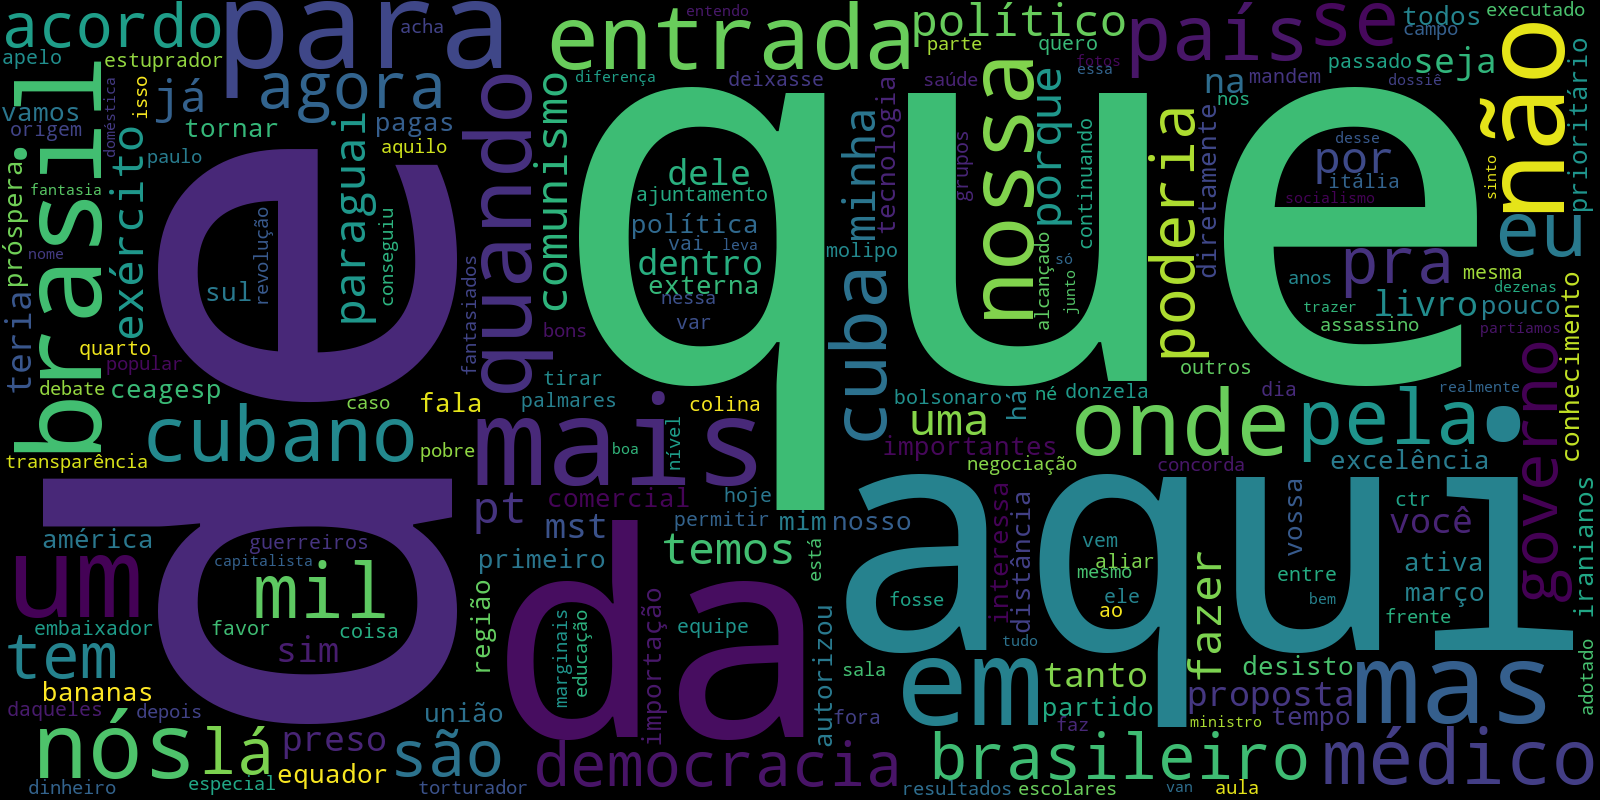 acordo
para
acha
entrada
entendo
político
país
se
todos
executado
apelo
estuprador
parte
quero
campo
isso
já
agora
diferença
deixasse
saúde
fotos
essa
na
mandem
passado
dossiê
seja
não
prioritário
vamos
origem
doméstica
tornar
pagas
aquilo
quando
comunismo
que
tecnologia
nossa
porque
nos
brasil
exército
paulo
de
paraguai
dele
ajuntamento
minha
grupos
continuando
poderia
diretamente
desse
por
itália
socialismo
sinto
eu
próspera
fantasia
nome
revolução
conseguiu
sul
política
vai
leva
dentro
externa
nessa
var
molipo
cuba
alcançado
só
junto
pra
anos
mesma
dezenas
livro
pouco
trazer
assassino
partíamos
conhecimento
teria
fantasiados
bons
quarto
popular
debate
ceagesp
caso
fala
tirar
palmares
colina
bolsonaro
há
né
donzela
outros
dia
realmente
governo
cubano
mais
uma
onde
pela
transparência
pobre
boa
nível
importantes
negociação
concorda
excelência
aqui
pt
comercial
hoje
mst
permitir
mim
nosso
interessa
distância
vossa
ctr
você
iranianos
américa
guerreiros
capitalista
um
mil
primeiro
temos
está
vem
aliar
mesmo
fazer
entre
ativa
março
embaixador
favor
coisa
sim
região
da
marginais
educação
importação
equipe
autorizou
fosse
ele
ao
bem
frente
tem
bananas
daqueles
depois
união
sala
tudo
em
tanto
partido
desisto
proposta
mas
adotado
nós
lá
preso
são
fora
faz
ministro
tempo
equador
democracia
brasileiro
médico
dinheiro
especial
torturador
resultados
escolares
van
aula